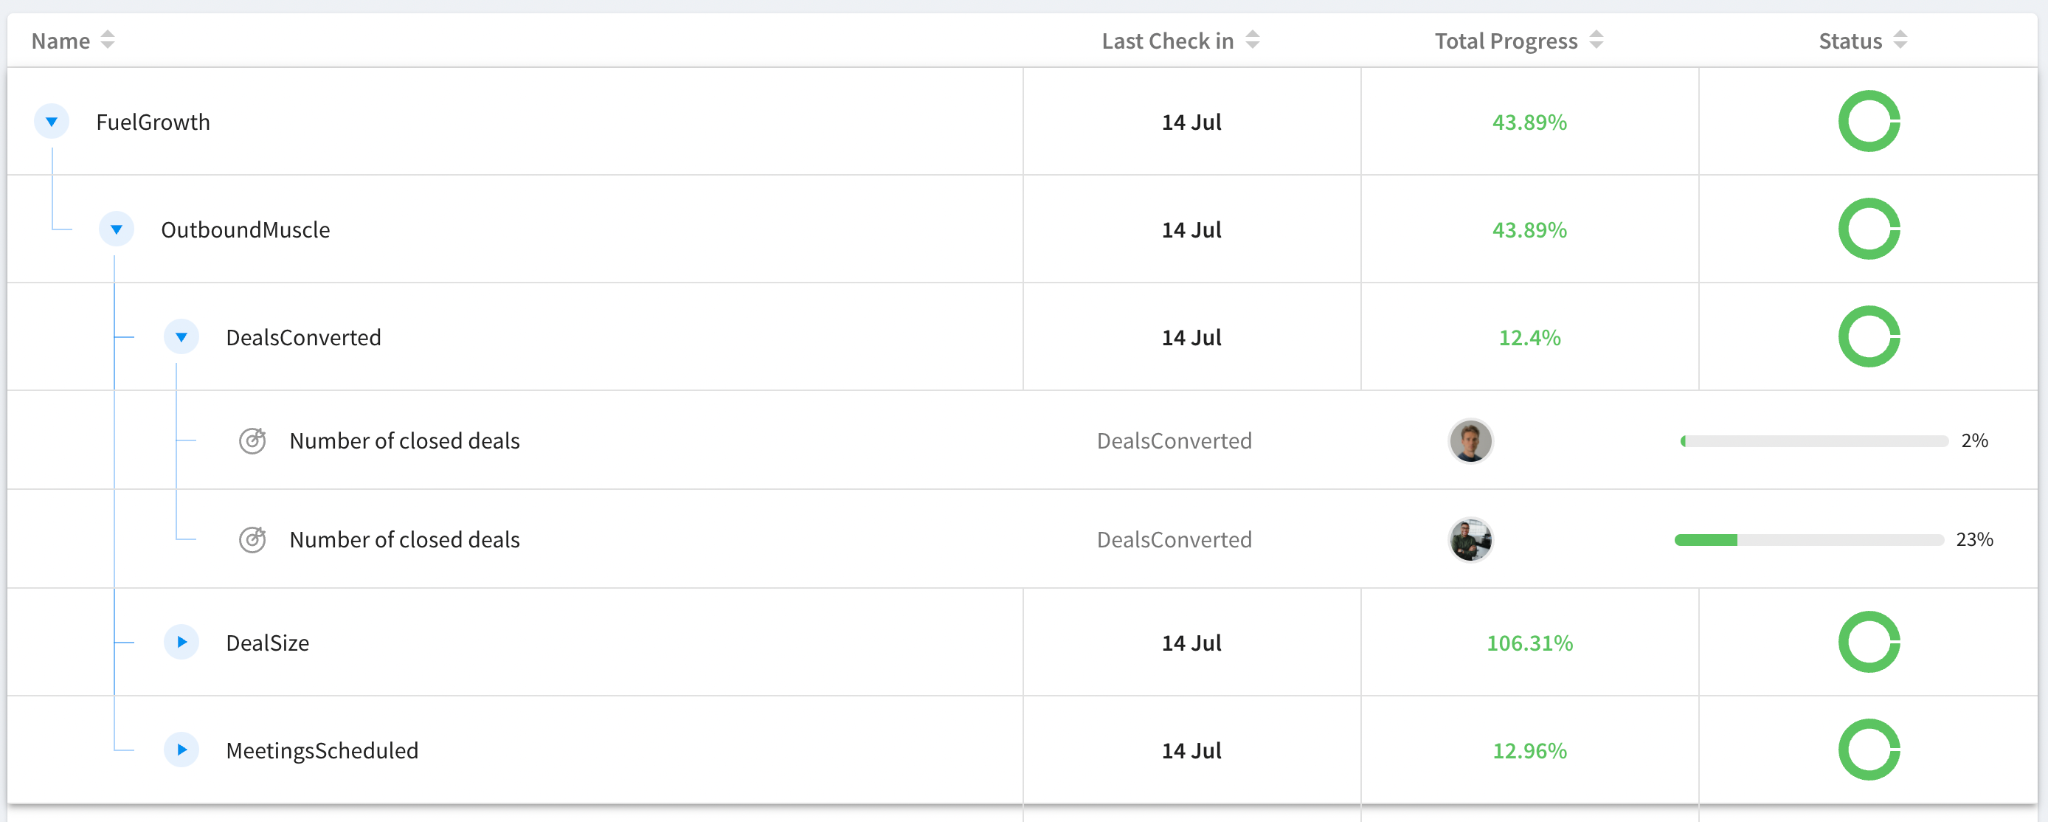 Name Last Check in Total Progress Status
FuelGrowth 14 Jul 43.89%
OutboundMuscle 14 Jul 43.89%
DealsConverted 14 Jul 12.4%
Number of closed deals DealsConverted 2%
Number of closed deals DealsConverted 23%
DealSize 14 Jul 106.31%
MeetingsScheduled 14 Jul 12.96%